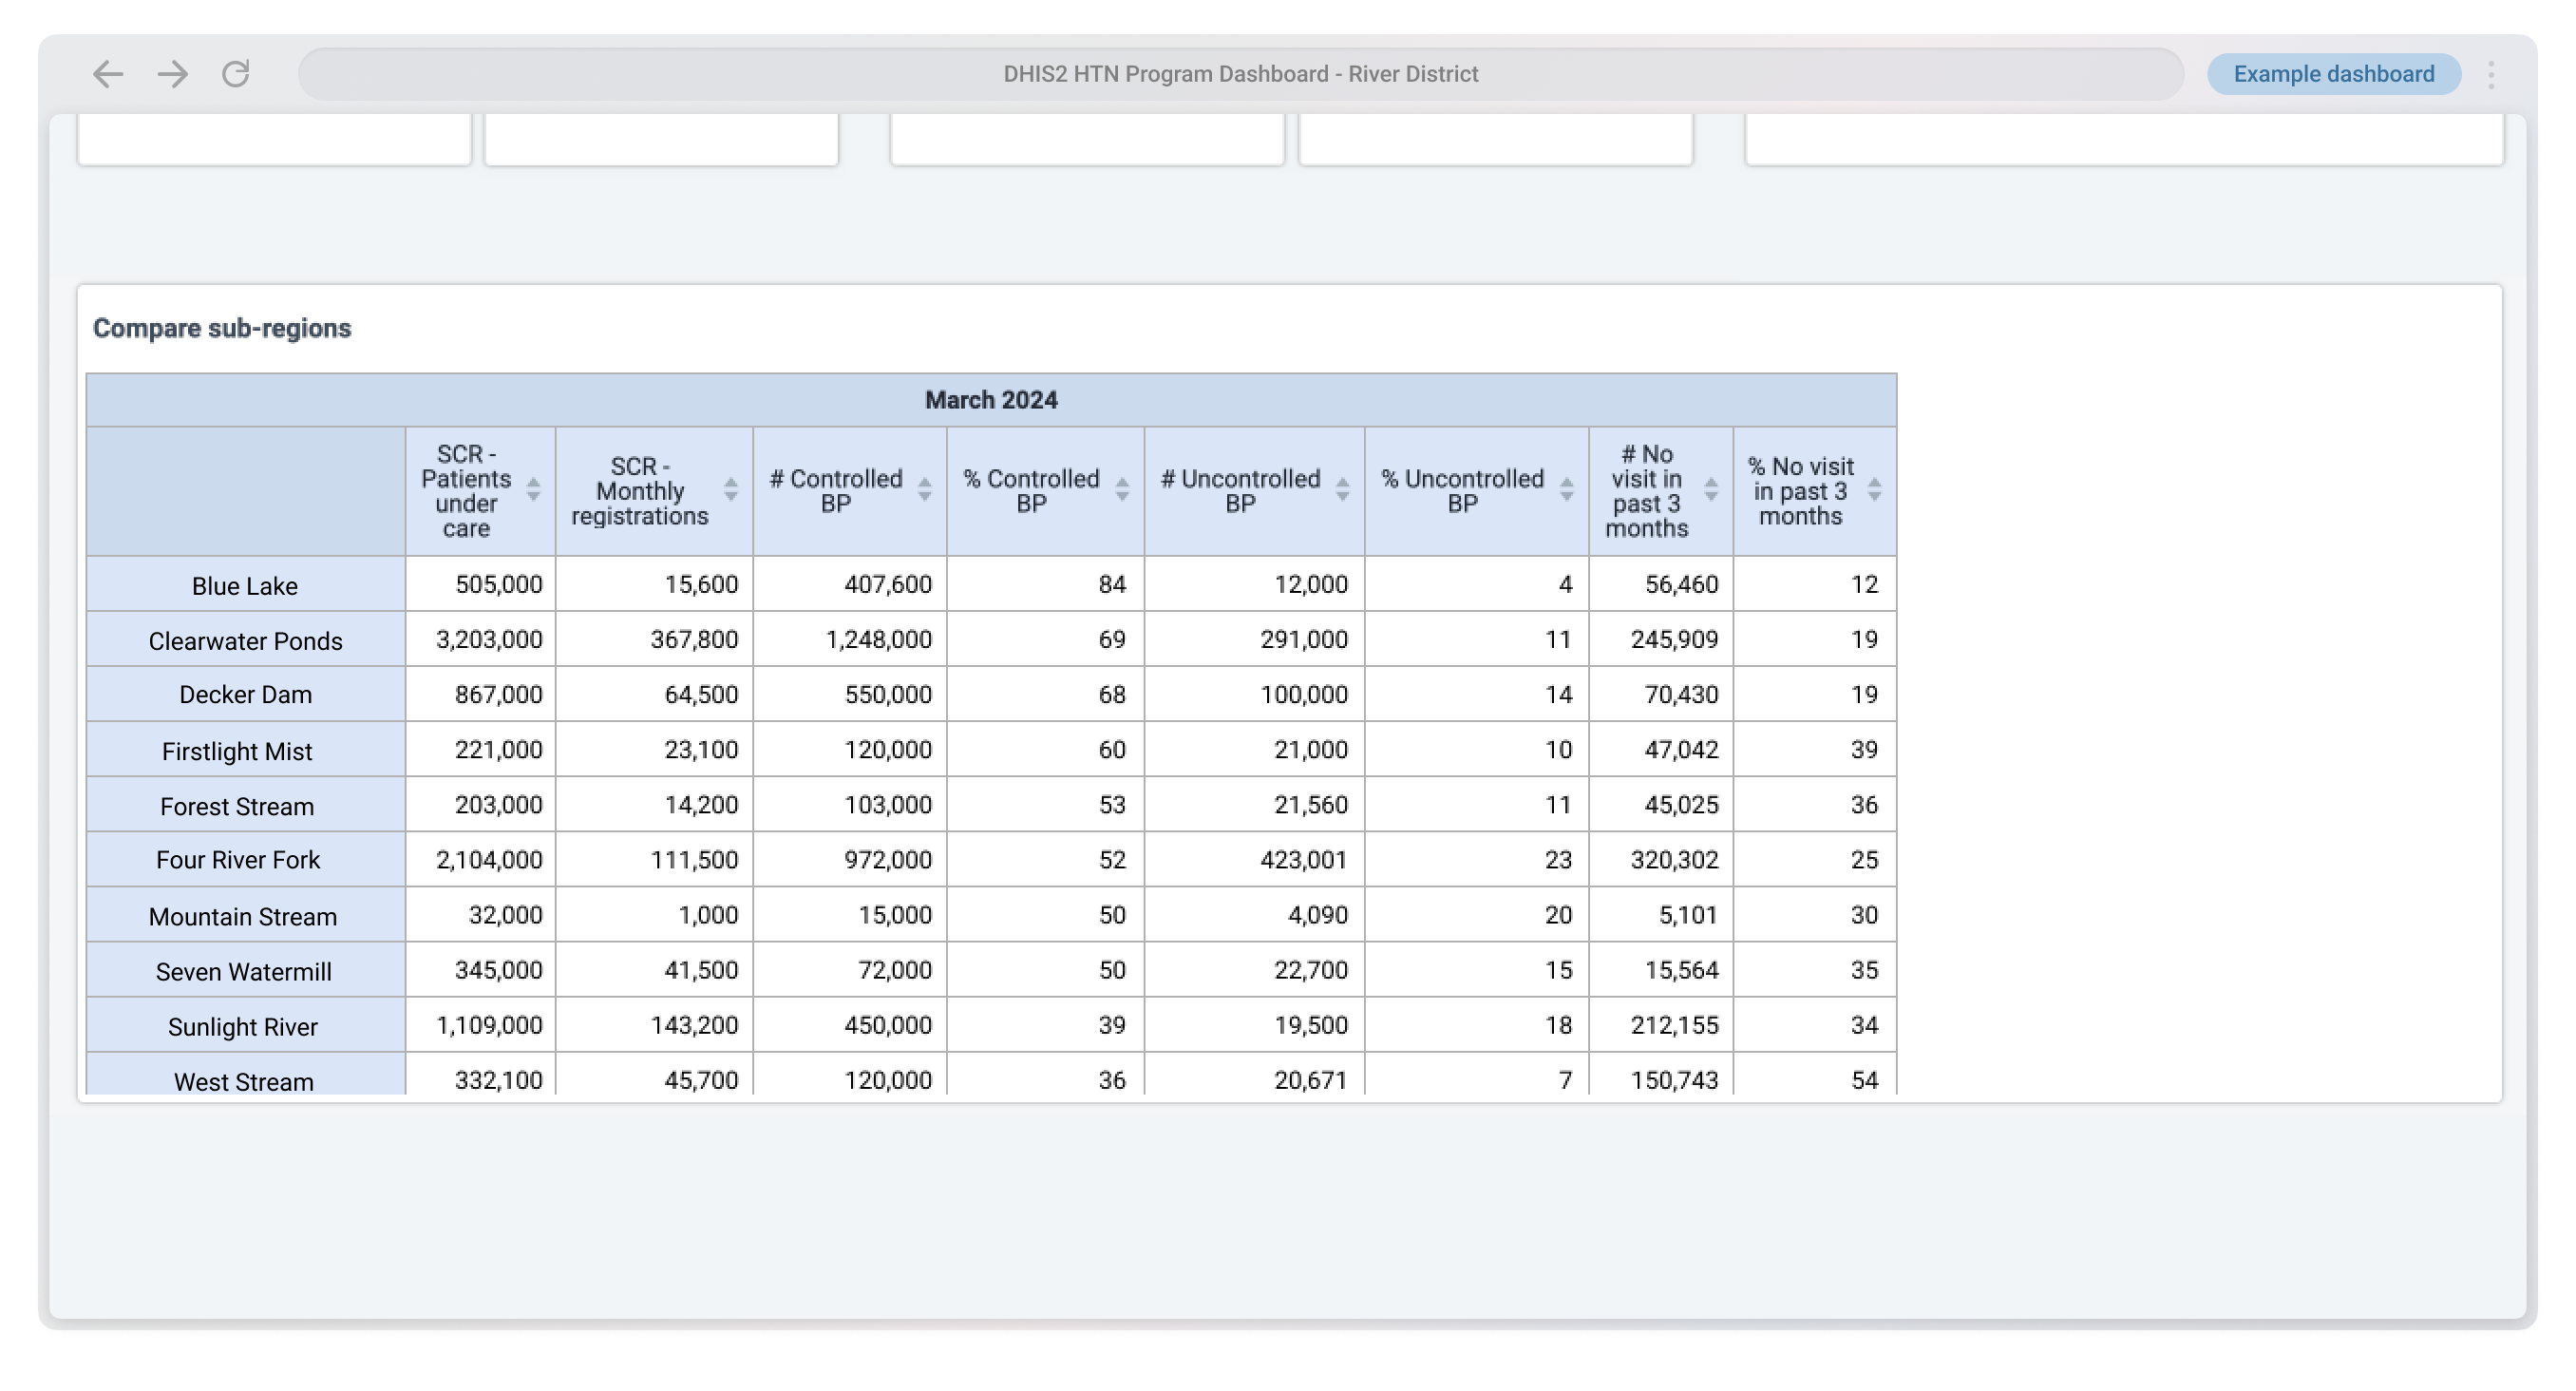 DHIS2 HTN Program Dashboard - River District
Example dashboard
Compare sub-regions
March 2024
SCR - Patients under care
SCR - Monthly registrations
# Controlled BP
% Controlled BP
# Uncontrolled BP
% Uncontrolled BP
# No visit in past 3 months
% No visit in past 3 months
Blue Lake 505,000 15,600 407,600 84 12,000 4 56,460 12
Clearwater Ponds 3,203,000 367,800 1,248,000 69 291,000 11 245,909 19
Decker Dam 867,000 64,500 550,000 68 100,000 14 70,430 19
Firstlight Mist 221,000 23,100 120,000 60 21,000 10 47,042 39
Forest Stream 203,000 14,200 103,000 53 21,560 11 45,025 36
Four River Fork 2,104,000 111,500 972,000 52 423,001 23 320,302 25
Mountain Stream 32,000 1,000 15,000 50 4,090 20 5,101 30
Seven Watermill 345,000 41,500 72,000 50 22,700 15 15,564 35
Sunlight River 1,109,000 143,200 450,000 39 19,500 18 212,155 34
West Stream 332,100 45,700 120,000 36 20,671 7 150,743 54